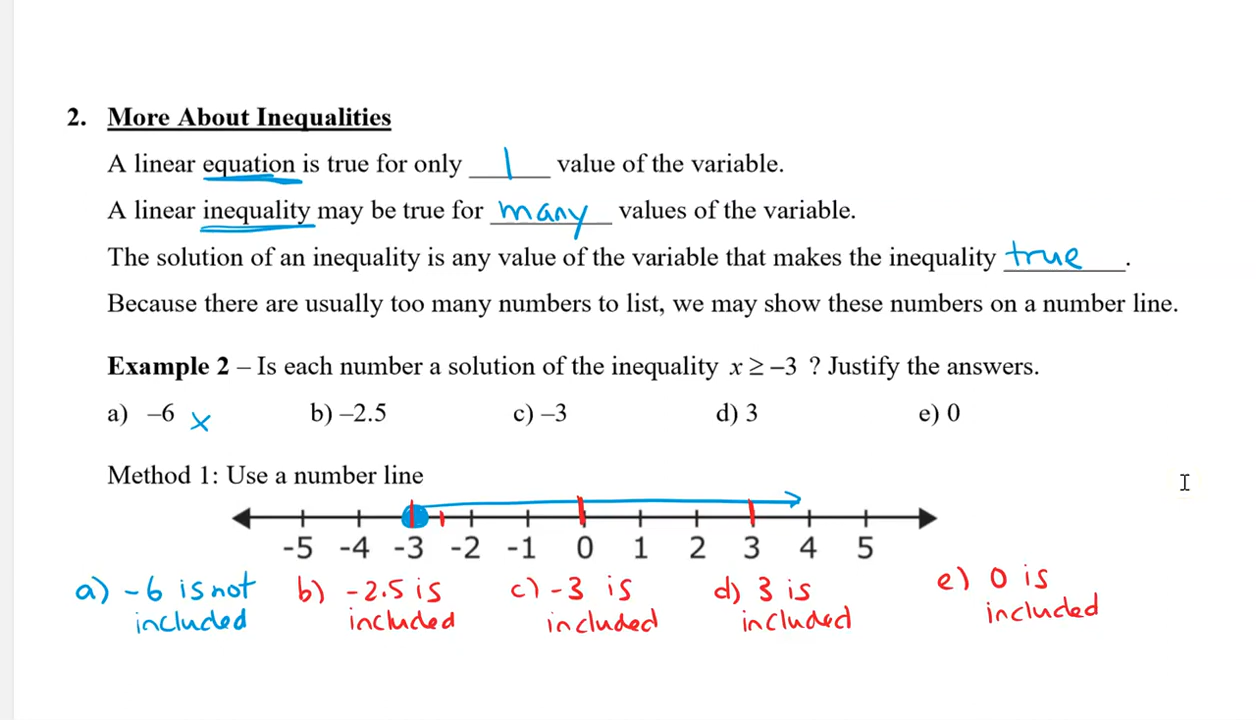 2. More About Inequalities
A linear equation is true for only 1 value of the variable.
A linear inequality may be true for many values of the variable.
The solution of an inequality is any value of the variable that makes the inequality true.
Because there are usually too many numbers to list, we may show these numbers on a number line.
Example 2 – Is each number a solution of the inequality x ≥ –3 ? Justify the answers.
a) –6 x b) –2.5 c) –3 d) 3 e) 0
Method 1: Use a number line
-5 -4 -3 -2 -1 0 1 2 3 4 5
a) -6 is not b) -2.5 is c) -3 is d) 3 is e) 0 is
included included included included included